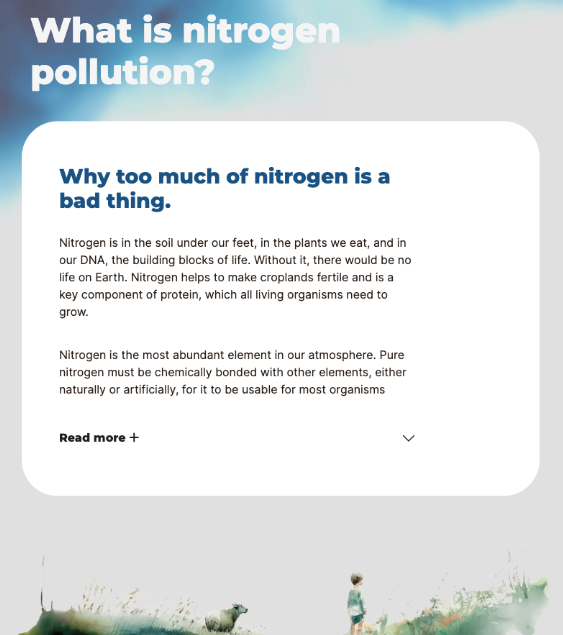 What is nitrogen
pollution?
Why too much of nitrogen is a
bad thing.
Nitrogen is in the soil under our feet, in the plants we eat, and in
our DNA, the building blocks of life. Without it, there would be no
life on Earth. Nitrogen helps to make croplands fertile and is a
key component of protein, which all living organisms need to
grow.
Nitrogen is the most abundant element in our atmosphere. Pure
nitrogen must be chemically bonded with other elements, either
naturally or artificially, for it to be usable for most organisms
Read more +